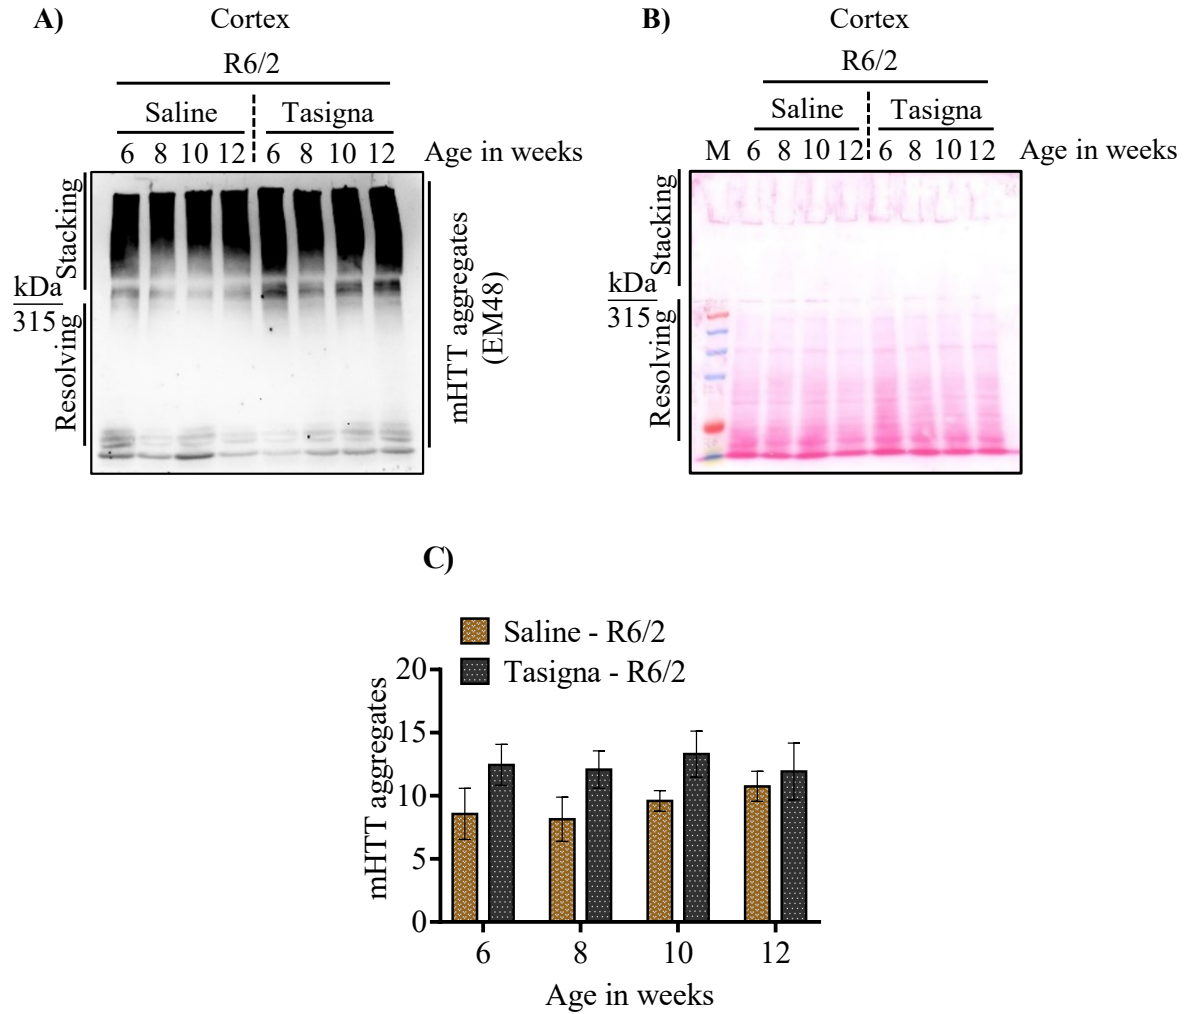 A)
Cortex
R6/2
Saline Tasigna
6 8 10 12 6 8 10 12 Age in weeks
Stacking
kDa
315
Resolving
mHTT aggregates
(EM48)
B)
Cortex
R6/2
Saline Tasigna
M 6 8 10 12 6 8 10 12 Age in weeks
Stacking
kDa
315
Resolving
C)
Saline - R6/2
Tasigna - R6/2
mHTT aggregates
20
15
10
5
0
6 8 10 12
Age in weeks